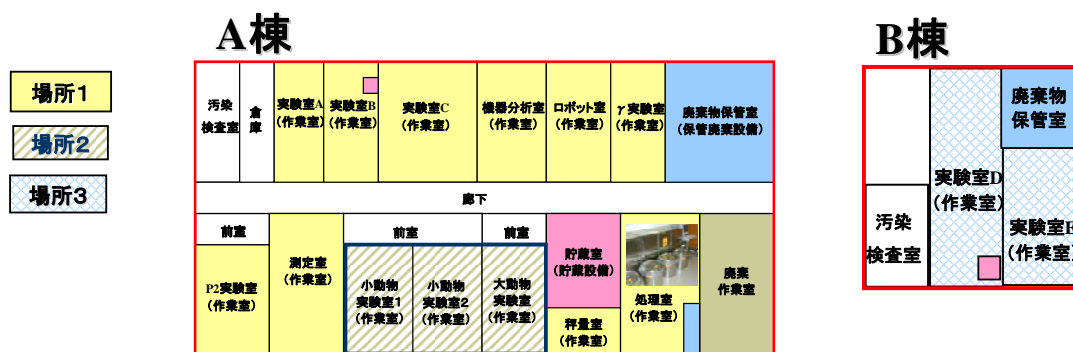 A棟
B棟
場所1
場所2
場所3
汚染
検査室
倉
庫
実験室A
(作業室)
実験室B
(作業室)
実験室C
(作業室)
機器分析室
(作業室)
ロボット室
(作業室)
γ実験室
(作業室)
廃棄物保管室
(保管廃棄設備)
廊下
前室
P2実験室
(作業室)
測定室
(作業室)
前室
小動物
実験室1
(作業室)
小動物
実験室2
(作業室)
前室
大動物
実験室
(作業室)
貯蔵室
(貯蔵設備)
秤量室
(作業室)
処理室
(作業室)
廃棄
作業室
汚染
検査室
実験室D
(作業室)
廃棄物
保管室
実験室E
(作業室)